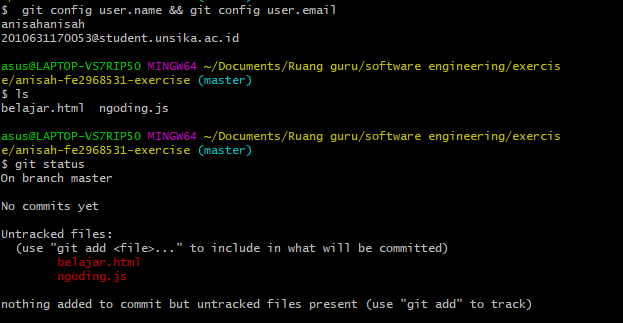 $  git config user.name && git config user.email
anisahanisah
2010631170053@student.unsika.ac.id
asus@LAPTOP-VS7RIP5O MINGW64 ~/Documents/Ruang guru/software engineering/exercis
e/anisah-fe2968531-exercise (master)
$ ls
belajar.html  ngoding.js
asus@LAPTOP-VS7RIP5O MINGW64 ~/Documents/Ruang guru/software engineering/exercis
e/anisah-fe2968531-exercise (master)
$ git status
On branch master
No commits yet
Untracked files:
  (use "git add <file>..." to include in what will be committed)
        belajar.html
        ngoding.js
nothing added to commit but untracked files present (use "git add" to track)